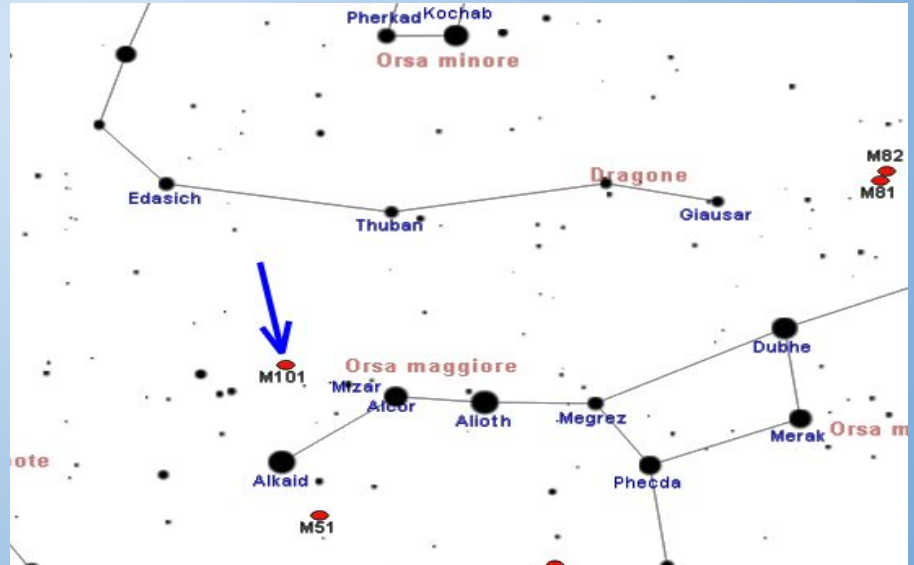 Pherkad
Kochab
Orsa minore
M82
M81
Edasich
Dragone
Thuban
Giausar
Dubhe
M101
Orsa maggiore
Mizar
Alcor
Alioth
Megrez
Merak
Orsa m
ote
Alkaid
Phecda
M51